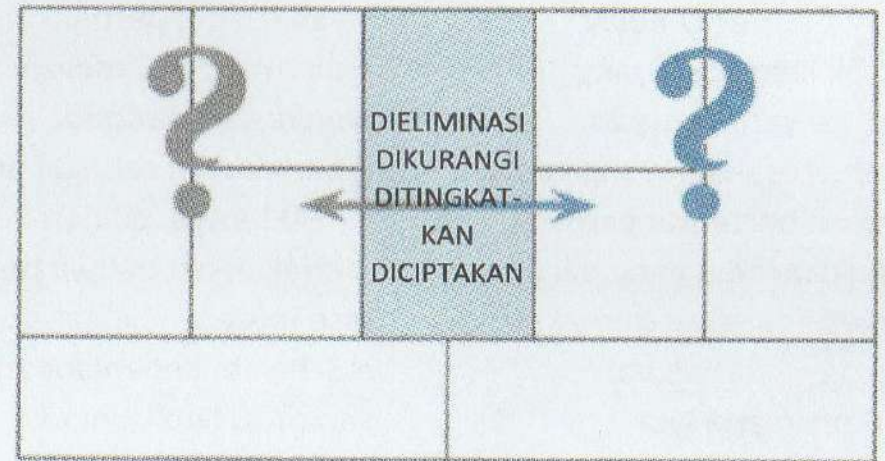 ?
?
DIELIMINASI
DIKURANGI
DITINGKAT-
KAN
DICIPTAKAN